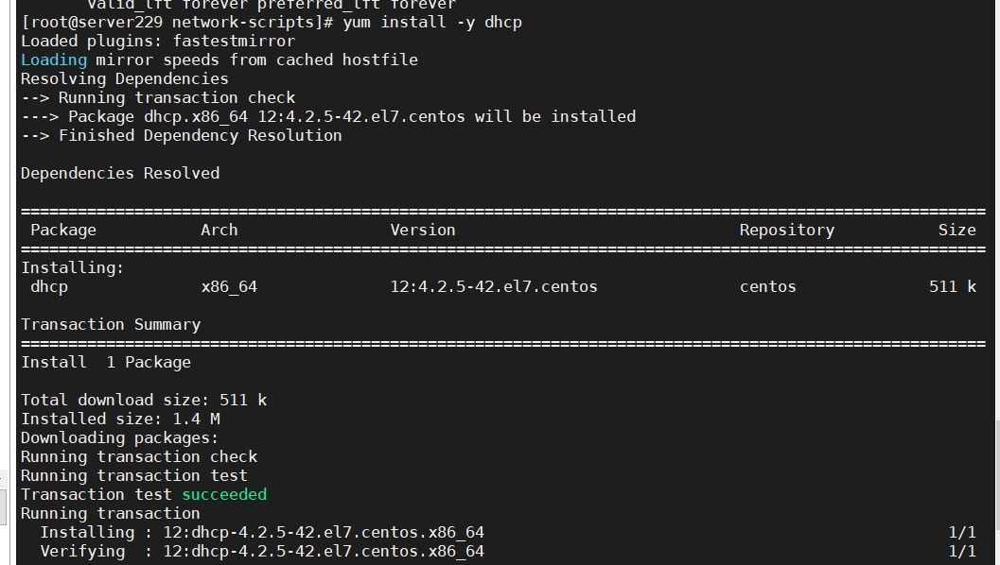 valid_lft forever preferred_lft forever
[root@server229 network-scripts]# yum install -y dhcp
Loaded plugins: fastestmirror
Loading mirror speeds from cached hostfile
Resolving Dependencies
--> Running transaction check
---> Package dhcp.x86_64 12:4.2.5-42.el7.centos will be installed
--> Finished Dependency Resolution
Dependencies Resolved
================================================================================
Package Arch Version Repository Size
================================================================================
Installing:
dhcp x86_64 12:4.2.5-42.el7.centos centos 511 k
Transaction Summary
================================================================================
Install 1 Package
Total download size: 511 k
Installed size: 1.4 M
Downloading packages:
Running transaction check
Running transaction test
Transaction test succeeded
Running transaction
Installing : 12:dhcp-4.2.5-42.el7.centos.x86_64 1/1
Verifying : 12:dhcp-4.2.5-42.el7.centos.x86_64 1/1